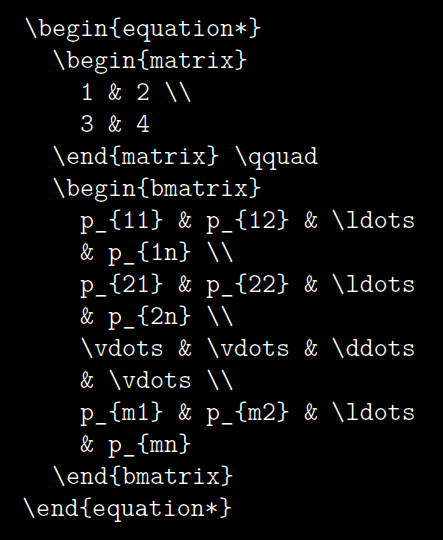 \begin{equation*}
  \begin{matrix}
    1 & 2 \\
    3 & 4
  \end{matrix} \qquad
  \begin{bmatrix}
    p_{11} & p_{12} & \ldots
    & p_{1n} \\
    p_{21} & p_{22} & \ldots
    & p_{2n} \\
    \vdots & \vdots & \ddots
    & \vdots \\
    p_{m1} & p_{m2} & \ldots
    & p_{mn}
  \end{bmatrix}
\end{equation*}